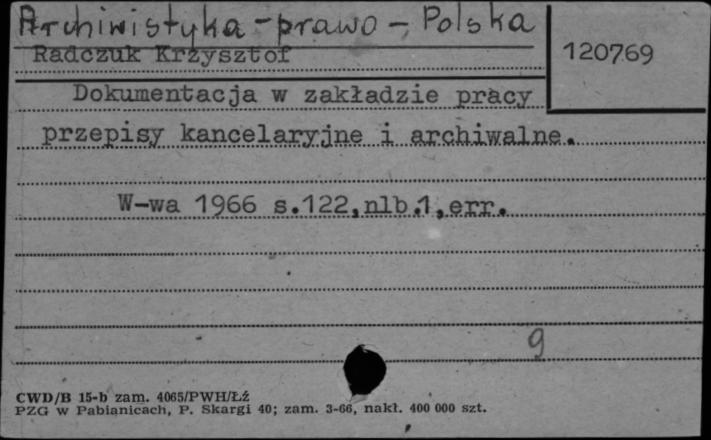 Archiwistyka - prawo - Polska
Radczuk Krzysztof
120769
Dokumentacja w zakładzie pracy
przepisy kancelaryjne i archiwalne.
W-wa 1966 s.122,nlb.1,err.
9
CWD/B 15-b zam. 4065/PWH/Łź
PZG w Pabianicach, P. Skargi 40; zam. 3-66, nakł. 400 000 szt.